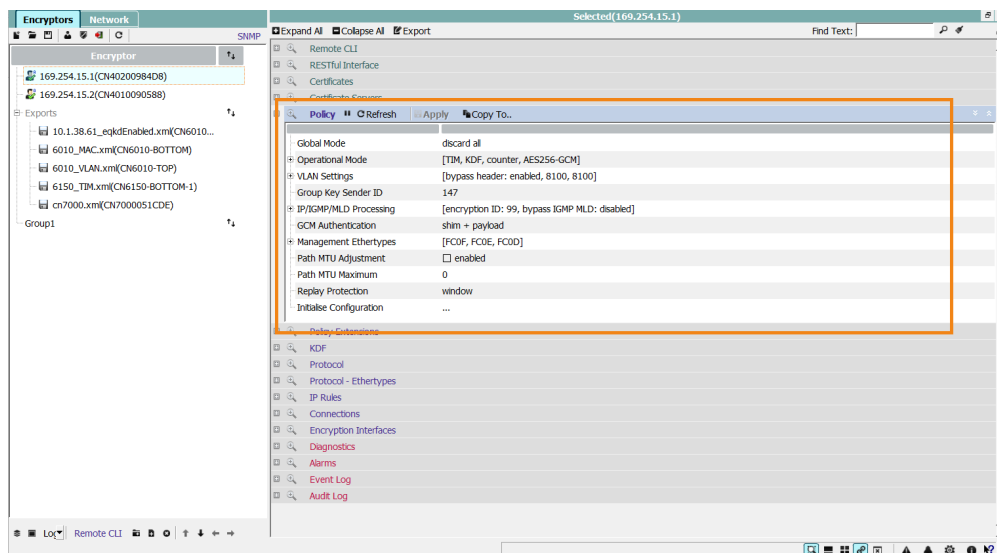 Encryptors Network
SNMP
Encryptor
169.254.15.1(CN40200984D8)
169.254.15.2(CN4010090588)
Exports
10.1.38.61_eqkdEnabled.xml(CN6010...
6010_MAC.xml(CN6010-BOTTOM)
6010_VLAN.xml(CN6010-TOP)
6150_TIM.xml(CN6150-BOTTOM-1)
cn7000.xml(CN7000051CDE)
Group1
Remote CLI
Selected(169.254.15.1)
Expand All Collapse All Export Find Text:
Remote CLI
RESTful Interface
Certificates
Certificate Servers
Policy Refresh Apply Copy To..
Global Mode discard all
Operational Mode [TIM, KDF, counter, AES256-GCM]
VLAN Settings [bypass header: enabled, 8100, 8100]
Group Key Sender ID 147
IP/IGMP/MLD Processing [encryption ID: 99, bypass IGMP MLD: disabled]
GCM Authentication shim + payload
Management Ethertypes [FC0F, FC0E, FC0D]
Path MTU Adjustment enabled
Path MTU Maximum 0
Replay Protection window
Initialise Configuration ...
Policy Extensions
KDF
Protocol
Protocol - Ethertypes
IP Rules
Connections
Encryption Interfaces
Diagnostics
Alarms
Event Log
Audit Log